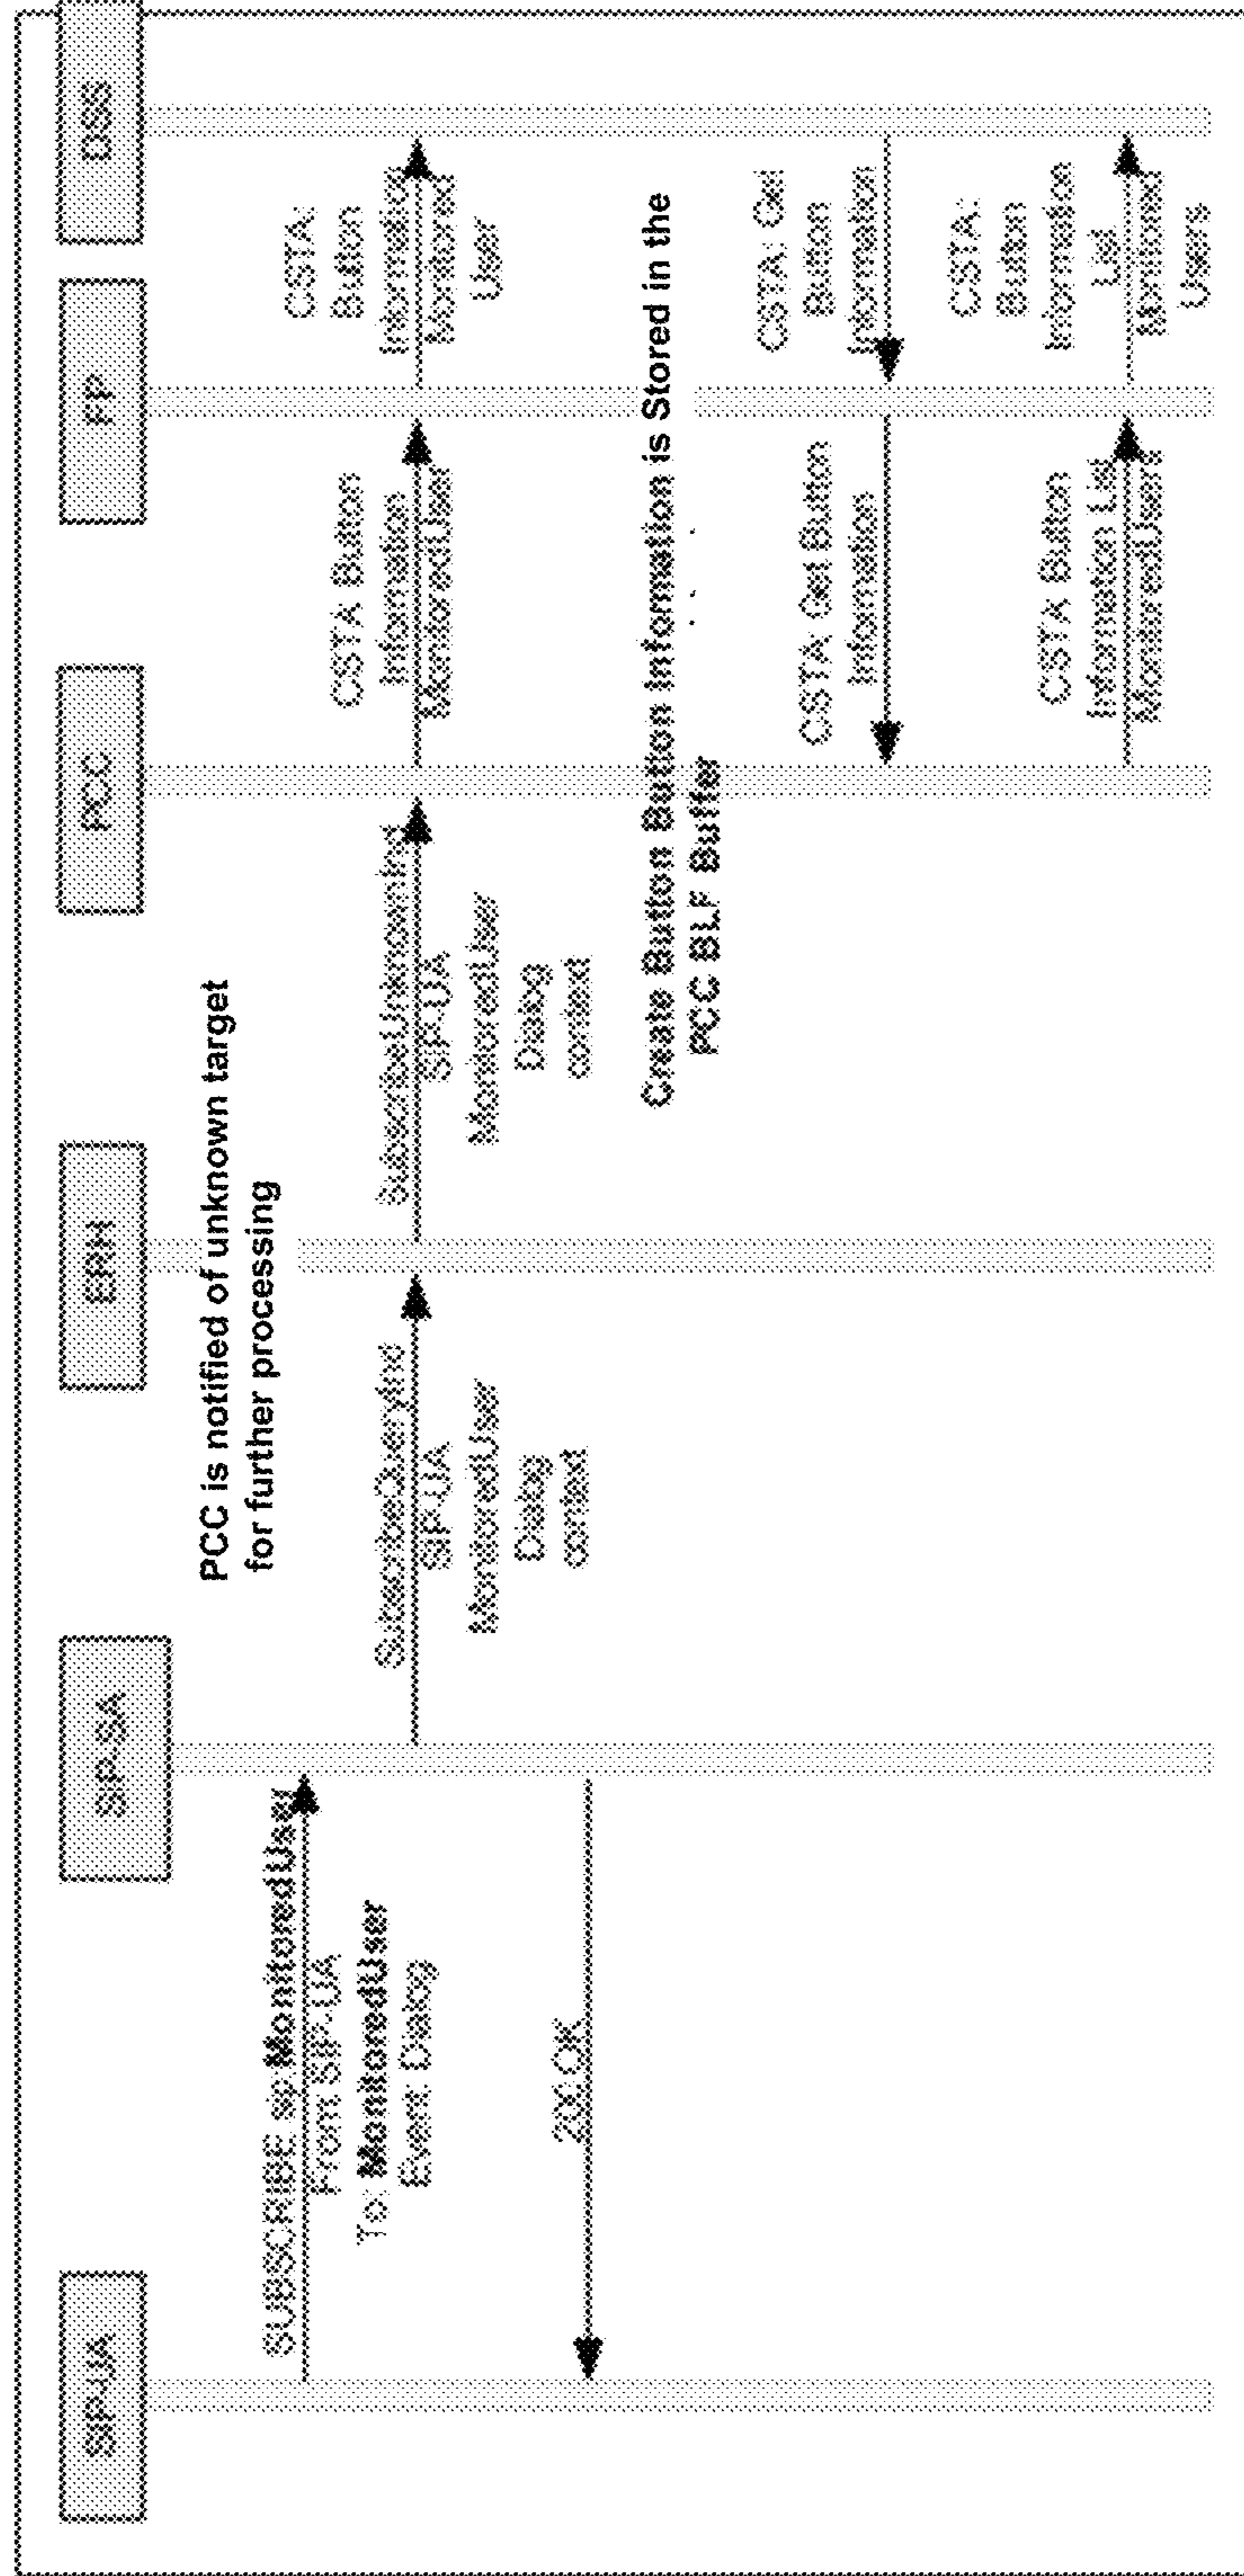 SIP-UA
SIP-SA
ERH
PCC
FP
DSS
PCC is notified of unknown target
for further processing
SUBSCRIBE sip:MonitoredUser
From SIP-UA
To: MonitoredUser
Event: Dialog
SubscribeQueryInd
SIP-UA
MonitoredUser
Dialog
context
SubscribeUnknownInd
SIP-UA
MonitoredUser
Dialog
context
CSTA Button
Information
MonitoredUser
CSTA:
Button
Information
Monitored
User
200 OK
Create Button Button Information is Stored in the
PCC BLF Buffer
CSTA: Get
Button
Information
CSTA: Get Button
Information
CSTA Button
Information List
MonitoredUsers
CSTA:
Button
Information
List
Monitored
Users